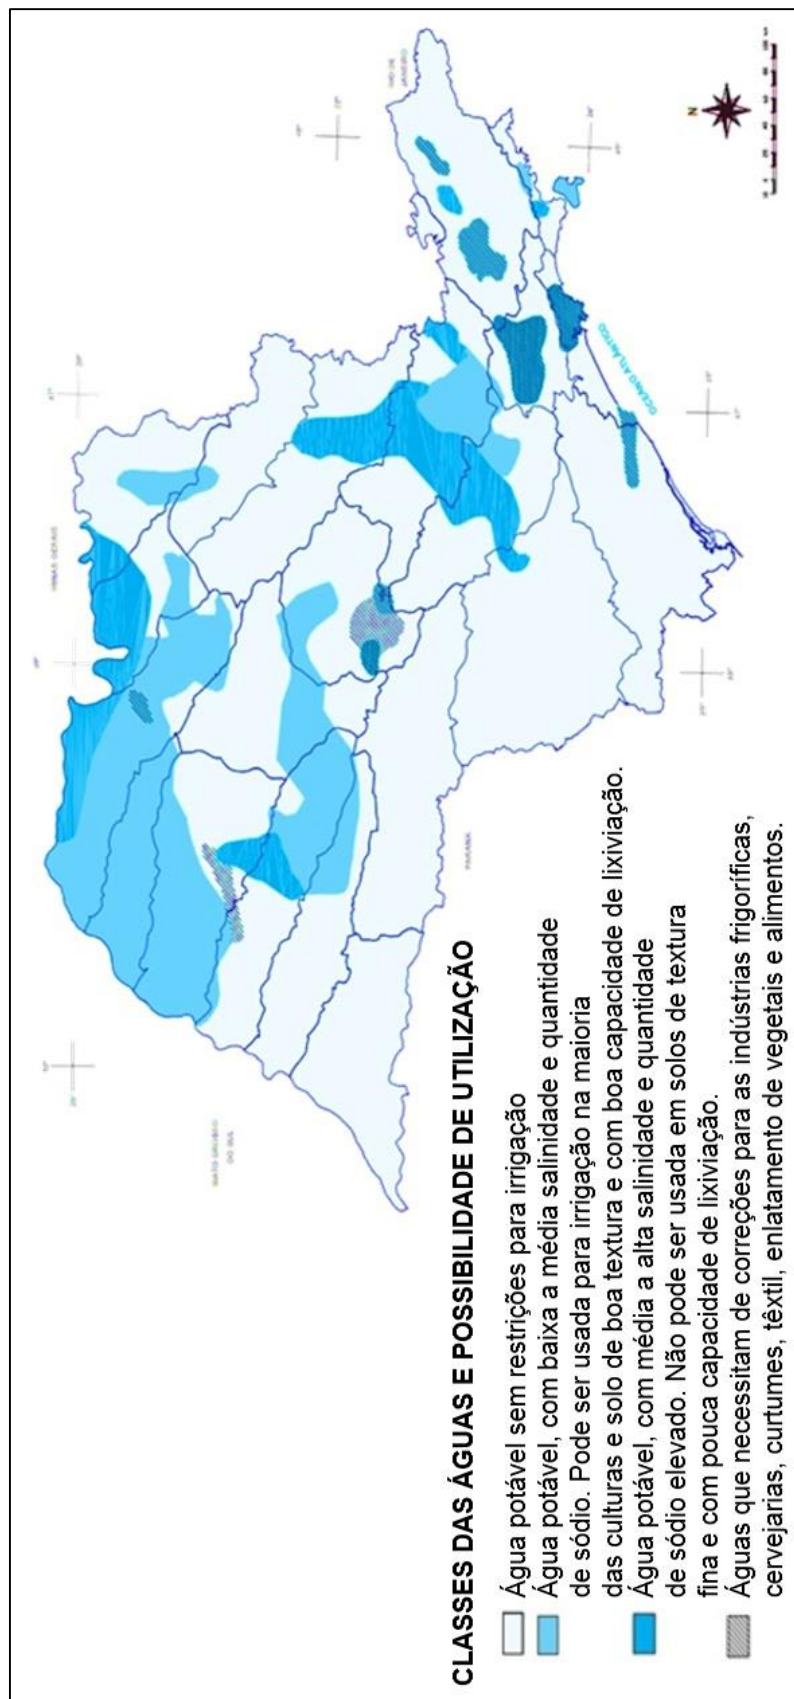 CLASSES DAS ÁGUAS E POSSIBILIDADE DE UTILIZAÇÃO
Água potável sem restrições para irrigação
Água potável, com baixa a média salinidade e quantidade
de sódio. Pode ser usada para irrigação na maioria
das culturas e solo de boa textura e com boa capacidade de lixiviação.
Água potável, com média a alta salinidade e quantidade
de sódio elevado. Não pode ser usada em solos de textura
fina e com pouca capacidade de lixiviação.
Águas que necessitam de correções para as indústrias frigoríficas,
cervejarias, curtumes, têxtil, enlatamento de vegetais e alimentos.
MATO GROSSO
DO SUL
MINAS GERAIS
PARANÁ
RIO DE
JANEIRO
OCEANO ATLÂNTICO
N